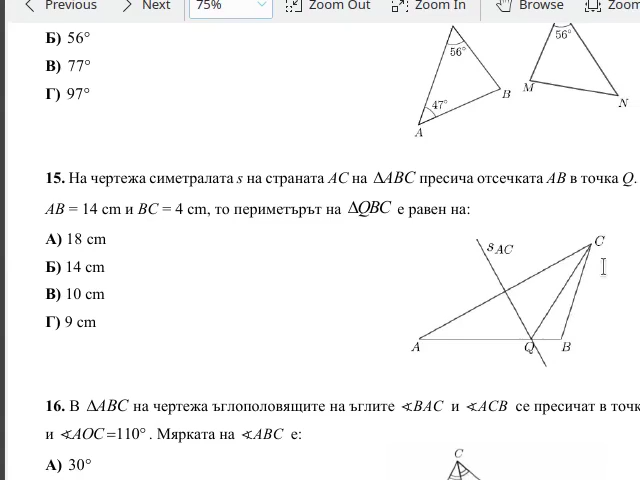 Previous Next 75% Zoom Out Zoom In Browse Zoom
Б) 56°
В) 77°
Г) 97°
56°
47°
A
B
56°
M
N
15. На чертежа симетралата s на страната AC на ΔABC пресича отсечката AB в точка Q.
AB = 14 cm и BC = 4 cm, то периметърът на ΔQBC е равен на:
А) 18 cm
Б) 14 cm
В) 10 cm
Г) 9 cm
s AC
C
A
Q
B
16. В ΔABC на чертежа ъглополовящите на ъглите ∢BAC и ∢ACB се пресичат в
и ∢AOC=110°. Мярката на ∢ABC е:
А) 30°
C